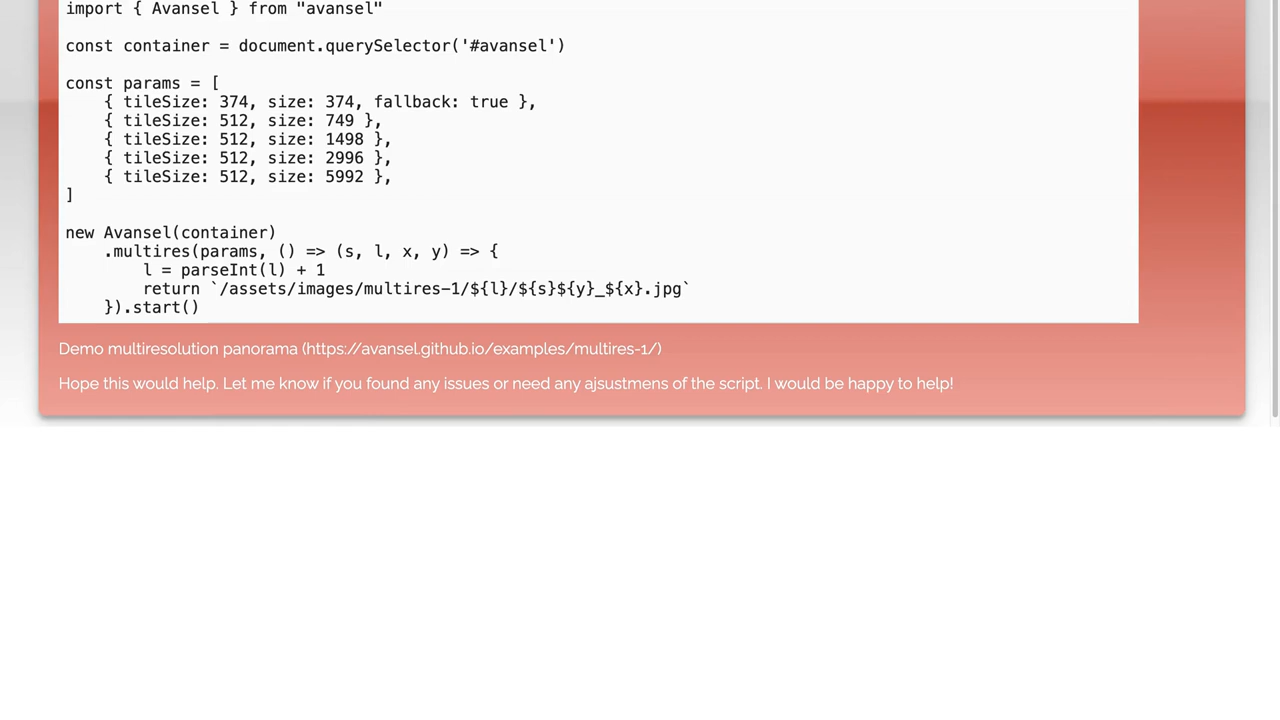 import { Avansel } from "avansel"
const container = document.querySelector('#avansel')
const params = [
    { tileSize: 374, size: 374, fallback: true },
    { tileSize: 512, size: 749 },
    { tileSize: 512, size: 1498 },
    { tileSize: 512, size: 2996 },
    { tileSize: 512, size: 5992 },
]
new Avansel(container)
    .multires(params, () => (s, l, x, y) => {
        l = parseInt(l) + 1
        return `/assets/images/multires-1/${l}/${s}${y}_${x}.jpg`
    }).start()
Demo multiresolution panorama (https://avansel.github.io/examples/multires-1/)
Hope this would help. Let me know if you found any issues or need any ajsustmens of the script. I would be happy to help!